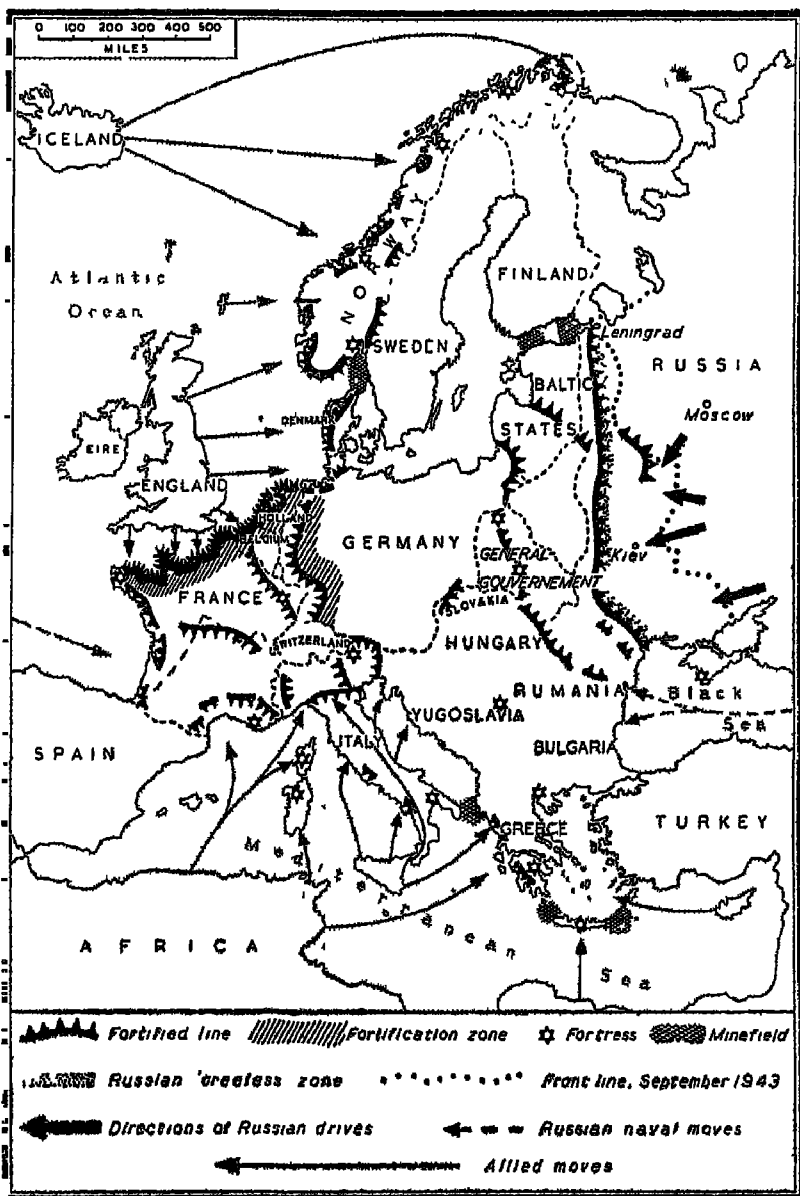 0 100 200 300 400 500
MILES
ICELAND
Atlantic
Ocean
NORWAY
FINLAND
SWEDEN
Leningrad
RUSSIA
BALTIC
STATES
Moscow
DENMARK
EIRE
ENGLAND
HOLLAND
BELGIUM
GERMANY
GENERAL
GOUVERNEMENT
Kiev
FRANCE
SLOVAKIA
SWITZERLAND
HUNGARY
RUMANIA
Black
Sea
YUGOSLAVIA
ITALY
BULGARIA
SPAIN
GREECE
TURKEY
Mediterranean
Sea
AFRICA
Fortified line
Fortification zone
Fortress
Minefield
Russian treeless zone
Front line, September 1943
Directions of Russian drives
Russian naval moves
Allied moves